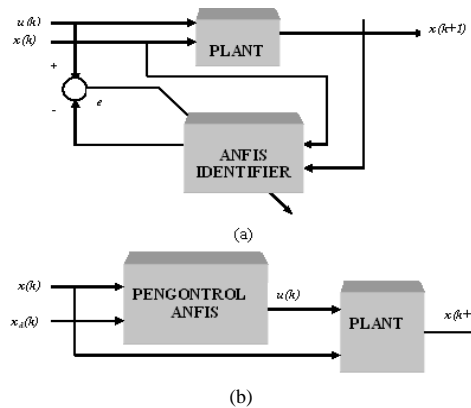 u(k)
x(k)
PLANT
x(k+1)
+
-
e
ANFIS
IDENTIFIER
(a)
x(k)
PENGONTROL
ANFIS
u(k)
x_d(k)
PLANT
x(k+
(b)